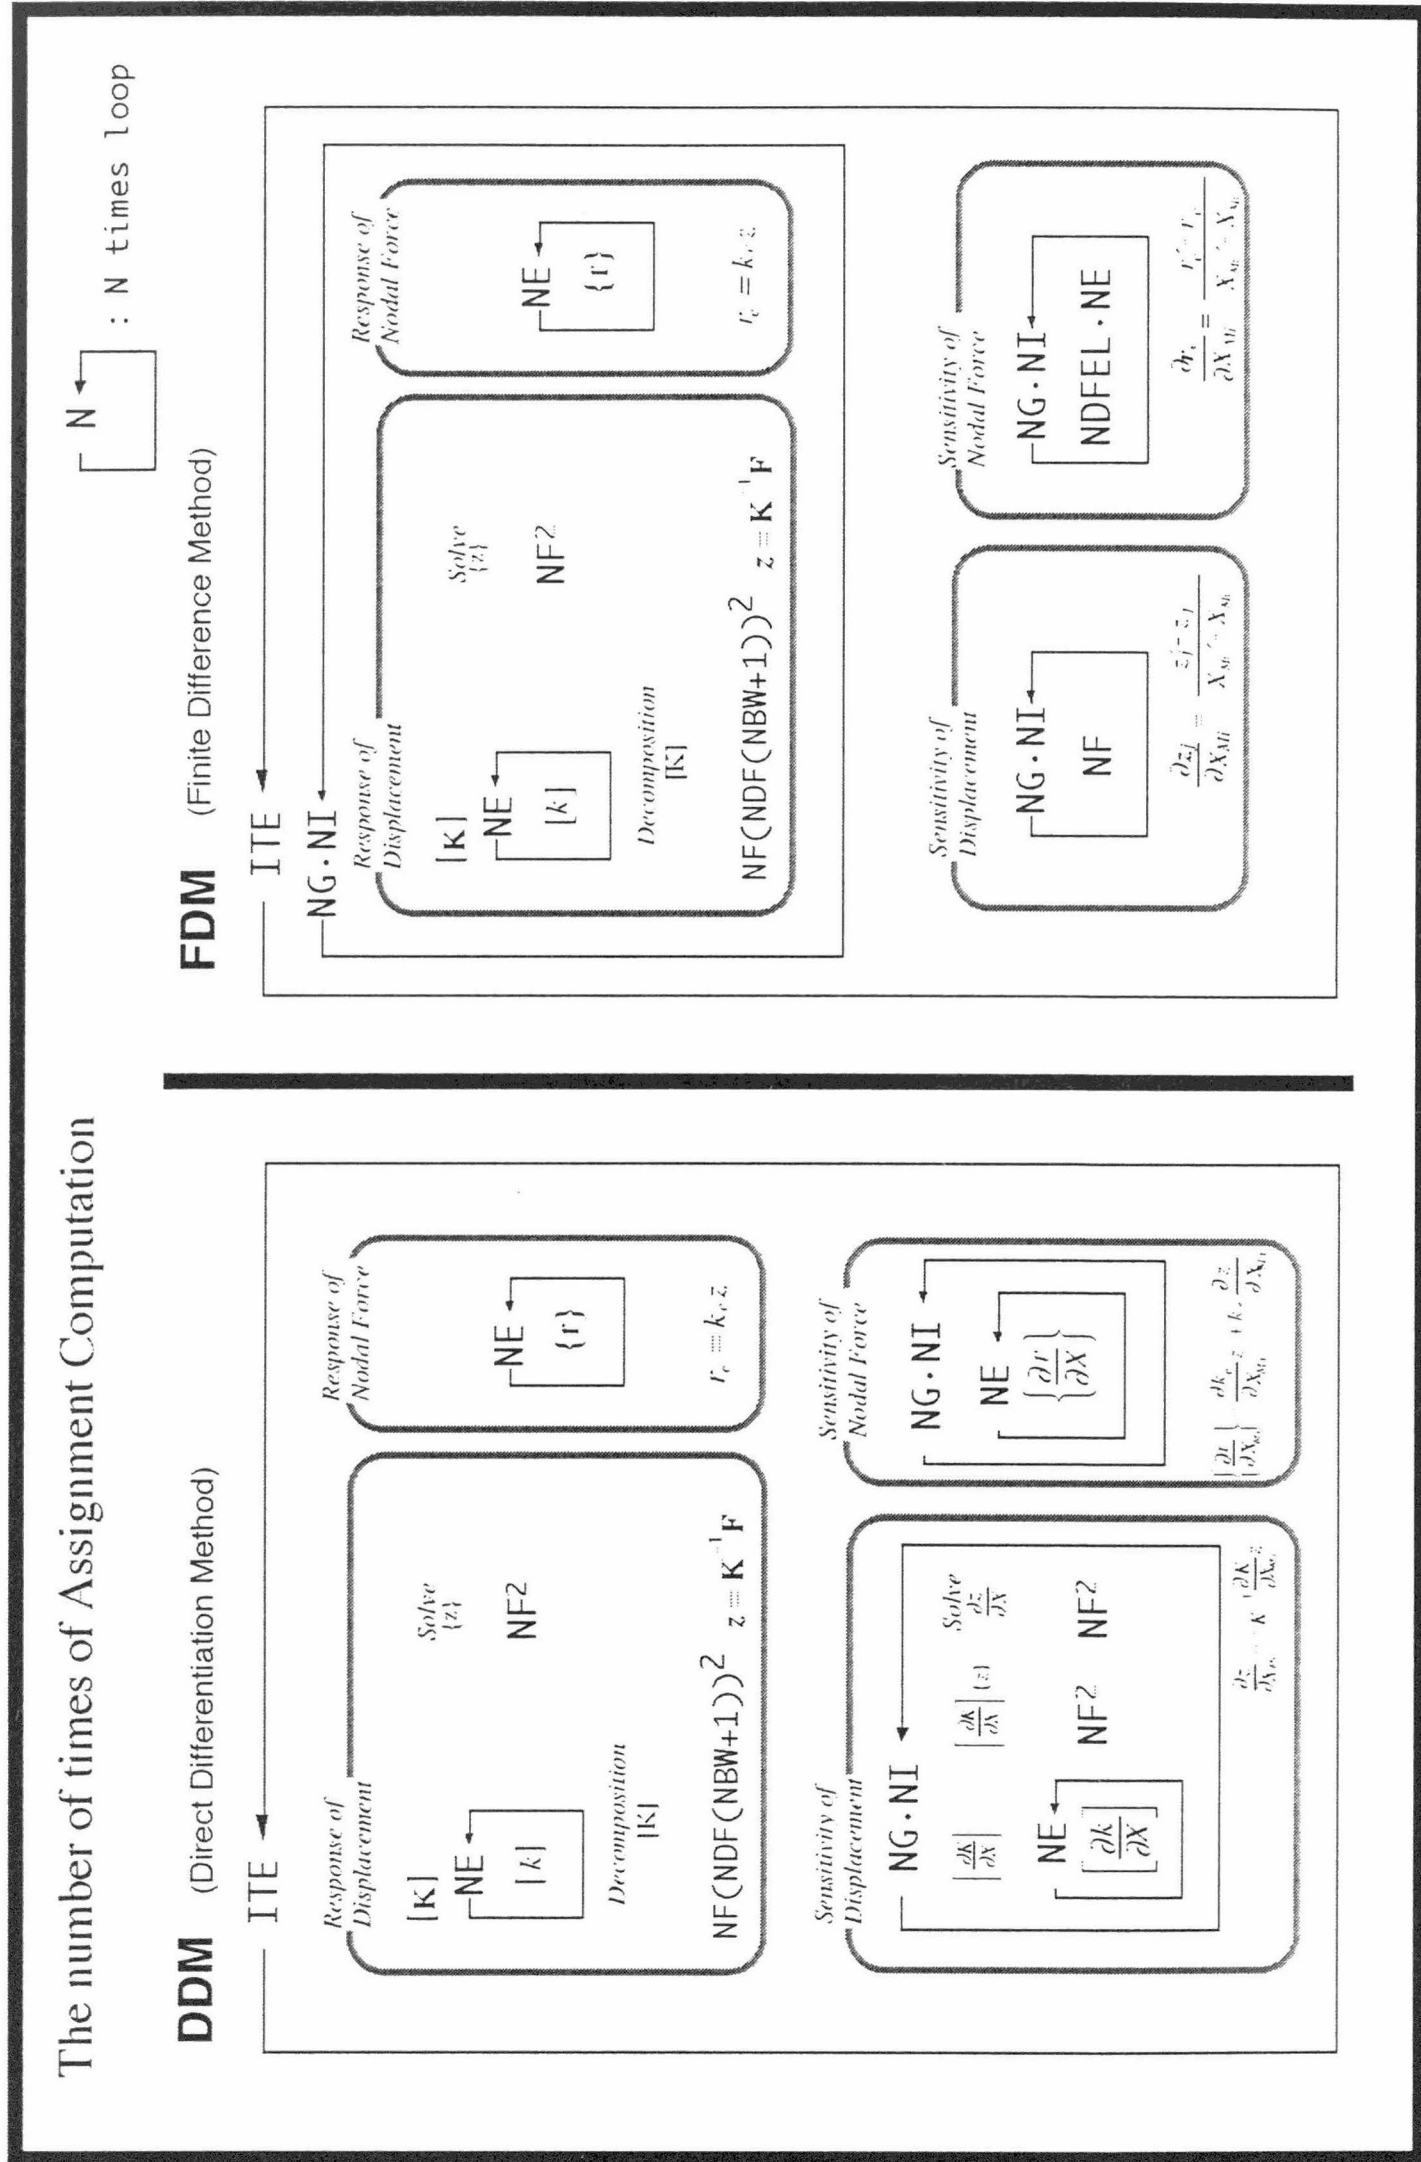 The number of times of Assignment Computation
N : N times loop
DDM (Direct Differentiation Method)
ITE
Response of
Displacement
[K]
NE
[k]
Decomposition
[K]
Solve
{z}
NF²
NF(NDF(NBW+1))² z = K⁻¹F
Response of
Nodal Force
NE
{r}
Sensitivity of
Displacement
NG·NI
[∂K/∂X]
NE
[∂k/∂X]
[∂K/∂X]{z}
NF²
Solve
∂z/∂X
NF²
Sensitivity of
Nodal Force
NG·NI
NE
{∂r/∂X}
FDM (Finite Difference Method)
ITE
NG·NI
Response of
Displacement
[K]
NE
[k]
Decomposition
[K]
Solve
{z}
NF²
NF(NDF(NBW+1))² z = K⁻¹F
Response of
Nodal Force
NE
{r}
Sensitivity of
Displacement
NG·NI
NF
Sensitivity of
Nodal Force
NG·NI
NDFEL·NE